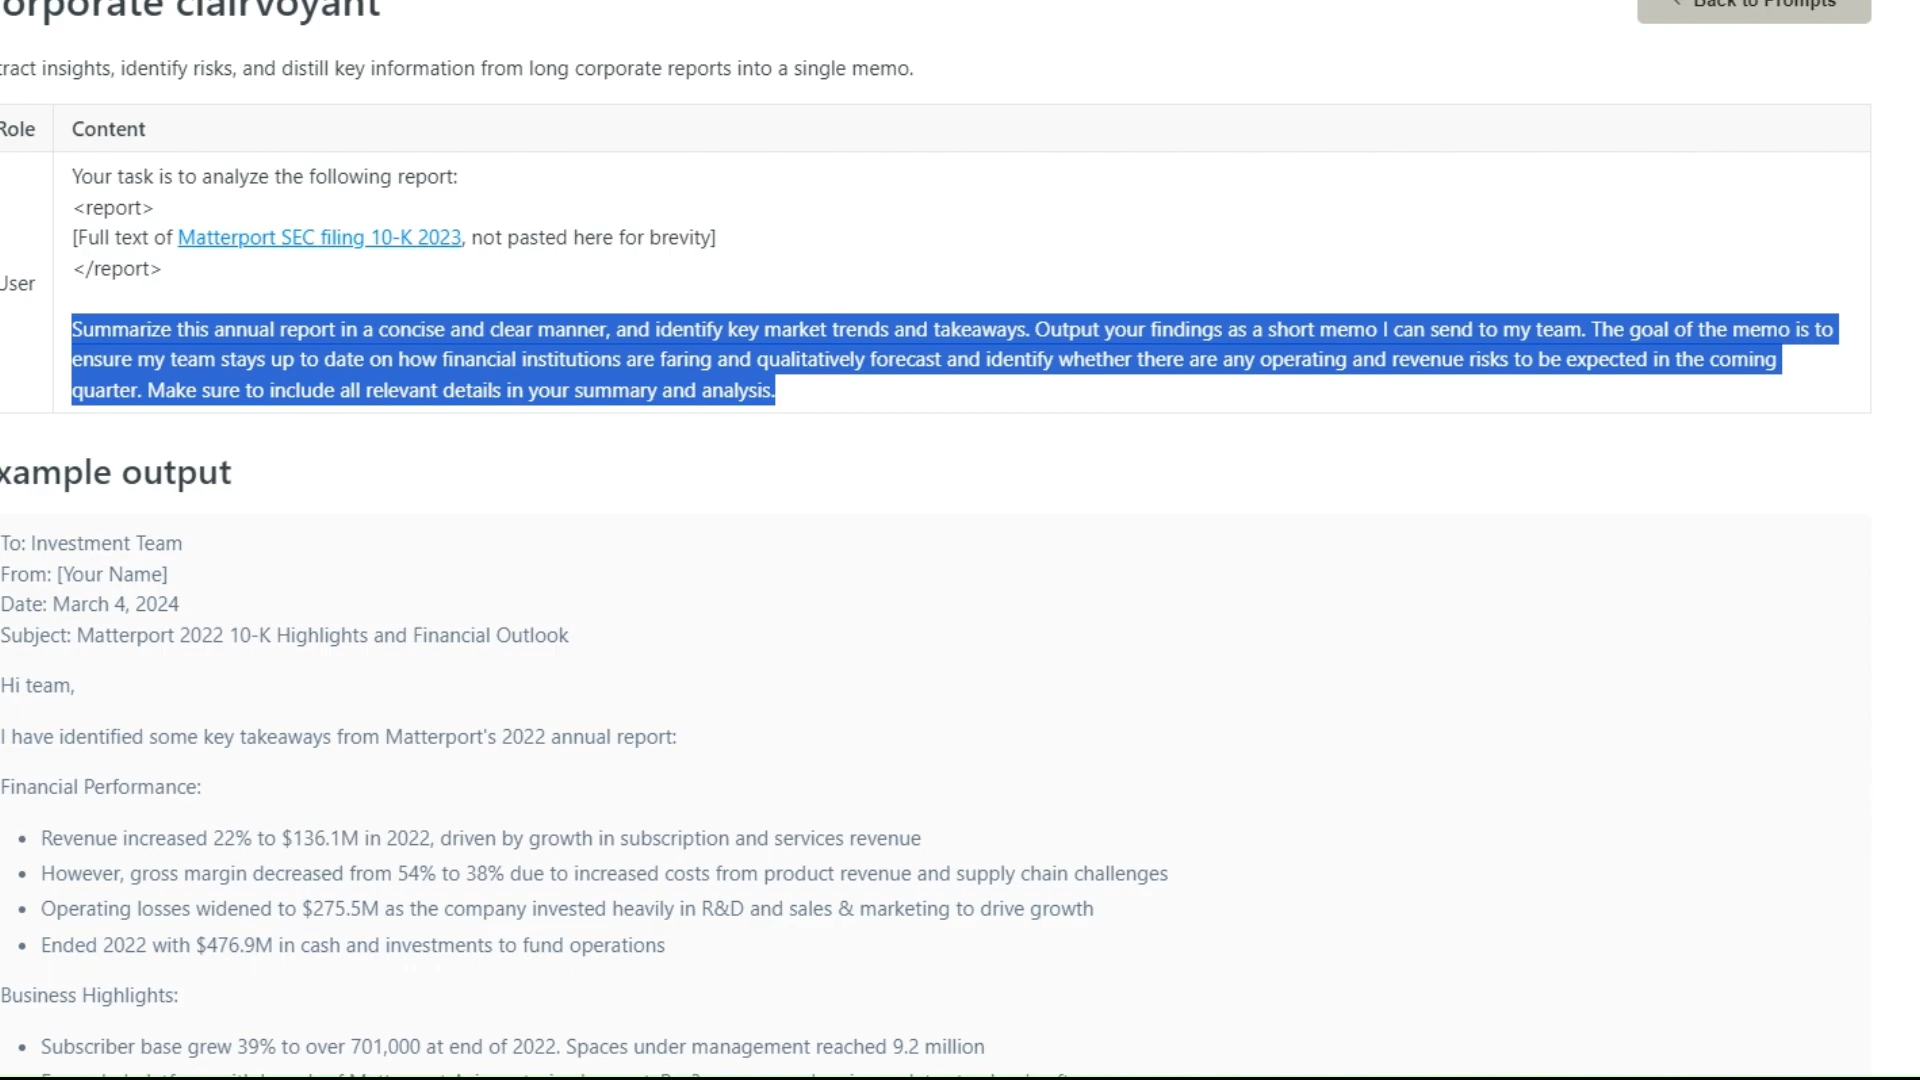 orporate clairvoyant
Back to Prompts
tract insights, identify risks, and distill key information from long corporate reports into a single memo.
Role Content
Your task is to analyze the following report:
<report>
[Full text of Matterport SEC filing 10-K 2023, not pasted here for brevity]
</report>
User
Summarize this annual report in a concise and clear manner, and identify key market trends and takeaways. Output your findings as a short memo I can send to my team. The goal of the memo is to
ensure my team stays up to date on how financial institutions are faring and qualitatively forecast and identify whether there are any operating and revenue risks to be expected in the coming
quarter. Make sure to include all relevant details in your summary and analysis.
xample output
To: Investment Team
From: [Your Name]
Date: March 4, 2024
Subject: Matterport 2022 10-K Highlights and Financial Outlook
Hi team,
I have identified some key takeaways from Matterport's 2022 annual report:
Financial Performance:
• Revenue increased 22% to $136.1M in 2022, driven by growth in subscription and services revenue
• However, gross margin decreased from 54% to 38% due to increased costs from product revenue and supply chain challenges
• Operating losses widened to $275.5M as the company invested heavily in R&D and sales & marketing to drive growth
• Ended 2022 with $476.9M in cash and investments to fund operations
Business Highlights:
• Subscriber base grew 39% to over 701,000 at end of 2022. Spaces under management reached 9.2 million